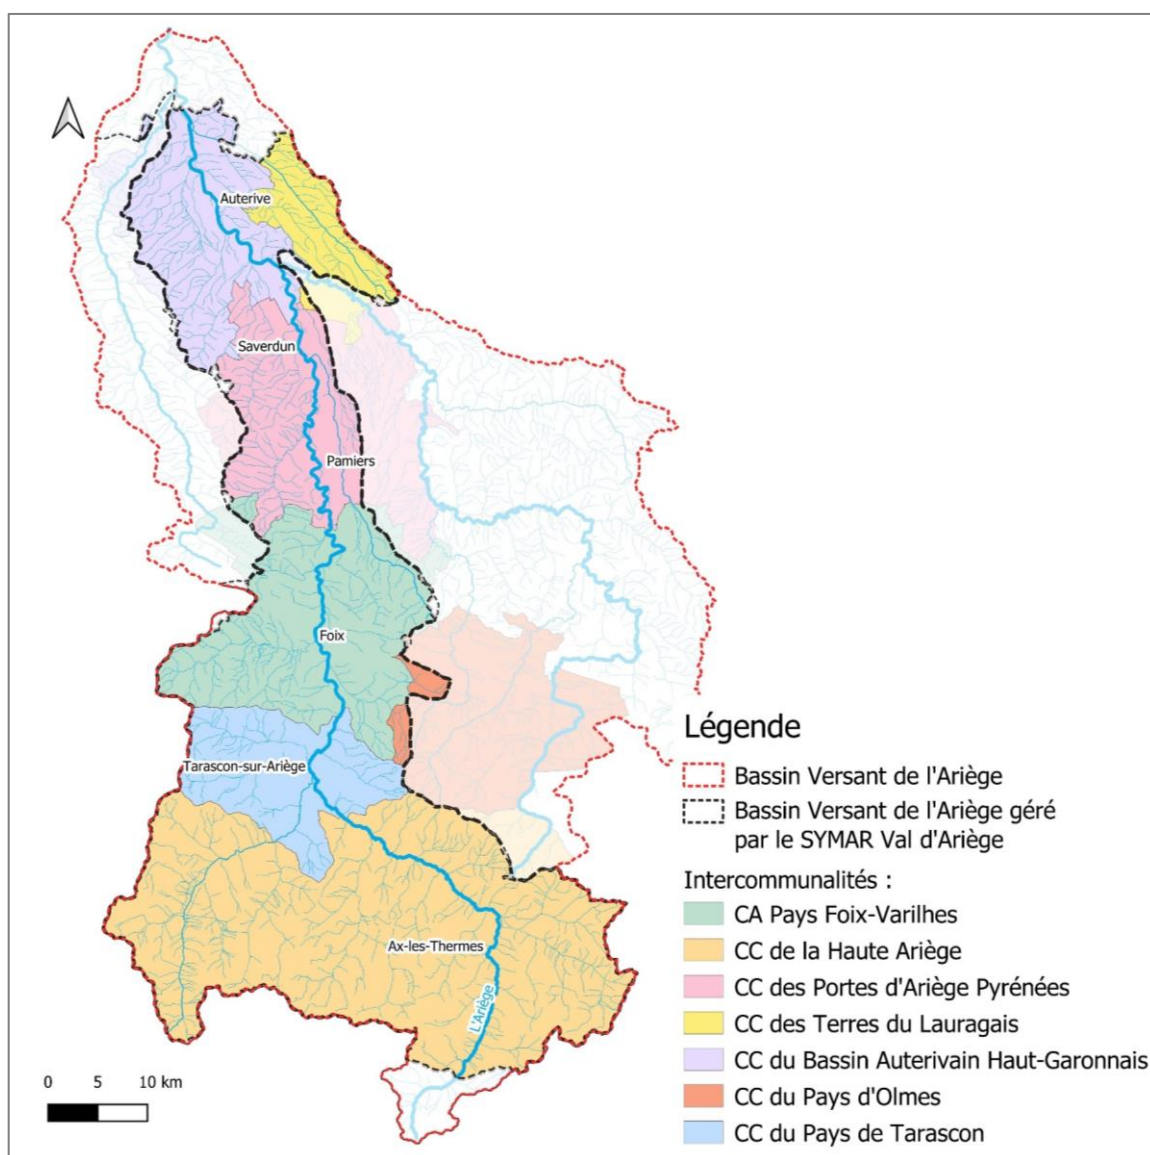 Auterive
Saverdun
Pamiers
Foix
Tarascon-sur-Ariège
Ax-les-Thermes
L'Ariège
0 5 10 km
Légende
Bassin Versant de l'Ariège
Bassin Versant de l'Ariège géré
par le SYMAR Val d'Ariège
Intercommunalités :
CA Pays Foix-Varilhes
CC de la Haute Ariège
CC des Portes d'Ariège Pyrénées
CC des Terres du Lauragais
CC du Bassin Auterivain Haut-Garonnais
CC du Pays d'Olmes
CC du Pays de Tarascon